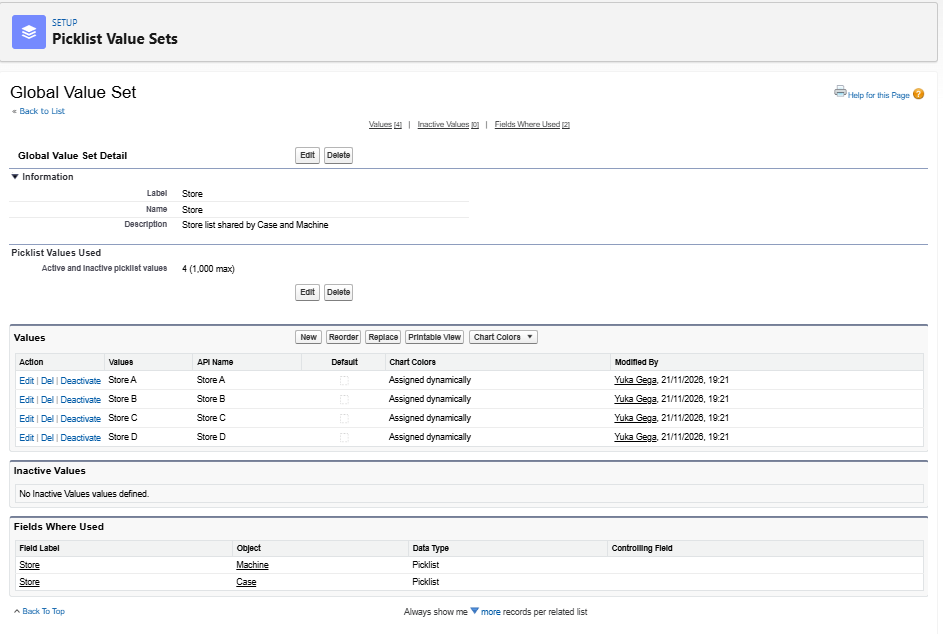 SETUP
Picklist Value Sets
Global Value Set
« Back to List
Help for this Page ?
Values [4] | Inactive Values [0] | Fields Where Used [2]
Global Value Set Detail Edit Delete
▼ Information
Label Store
Name Store
Description Store list shared by Case and Machine
Picklist Values Used
Active and inactive picklist values 4 (1,000 max)
Edit Delete
Values New Reorder Replace Printable View Chart Colors ▼
Action Values API Name Default Chart Colors Modified By
Edit | Del | Deactivate Store A Store A Assigned dynamically Yuka Gega, 21/11/2026, 19:21
Edit | Del | Deactivate Store B Store B Assigned dynamically Yuka Gega, 21/11/2026, 19:21
Edit | Del | Deactivate Store C Store C Assigned dynamically Yuka Gega, 21/11/2026, 19:21
Edit | Del | Deactivate Store D Store D Assigned dynamically Yuka Gega, 21/11/2026, 19:21
Inactive Values
No Inactive Values values defined.
Fields Where Used
Field Label Object Data Type Controlling Field
Store Machine Picklist
Store Case Picklist
^ Back To Top Always show me ▼ more records per related list